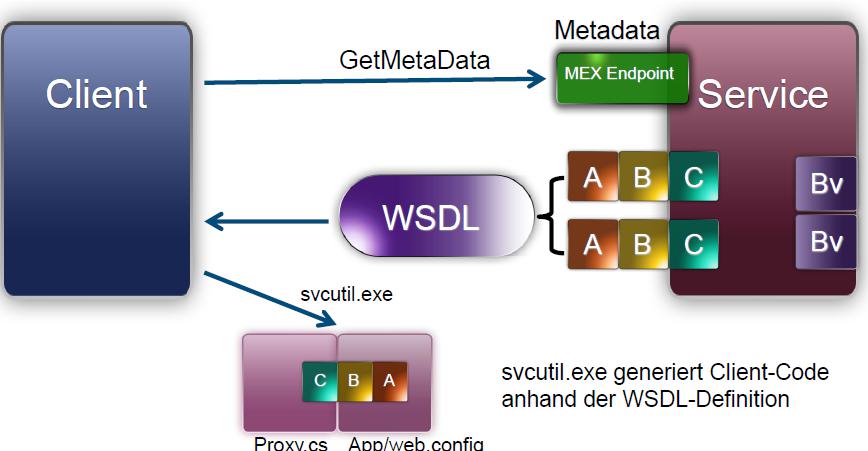 Metadata
GetMetaData
MEX Endpoint
Client
Service
A B C
Bv
WSDL
A B C
Bv
svcutil.exe
C B A
svcutil.exe generiert Client-Code
anhand der WSDL-Definition
Proxy.cs App/web.config